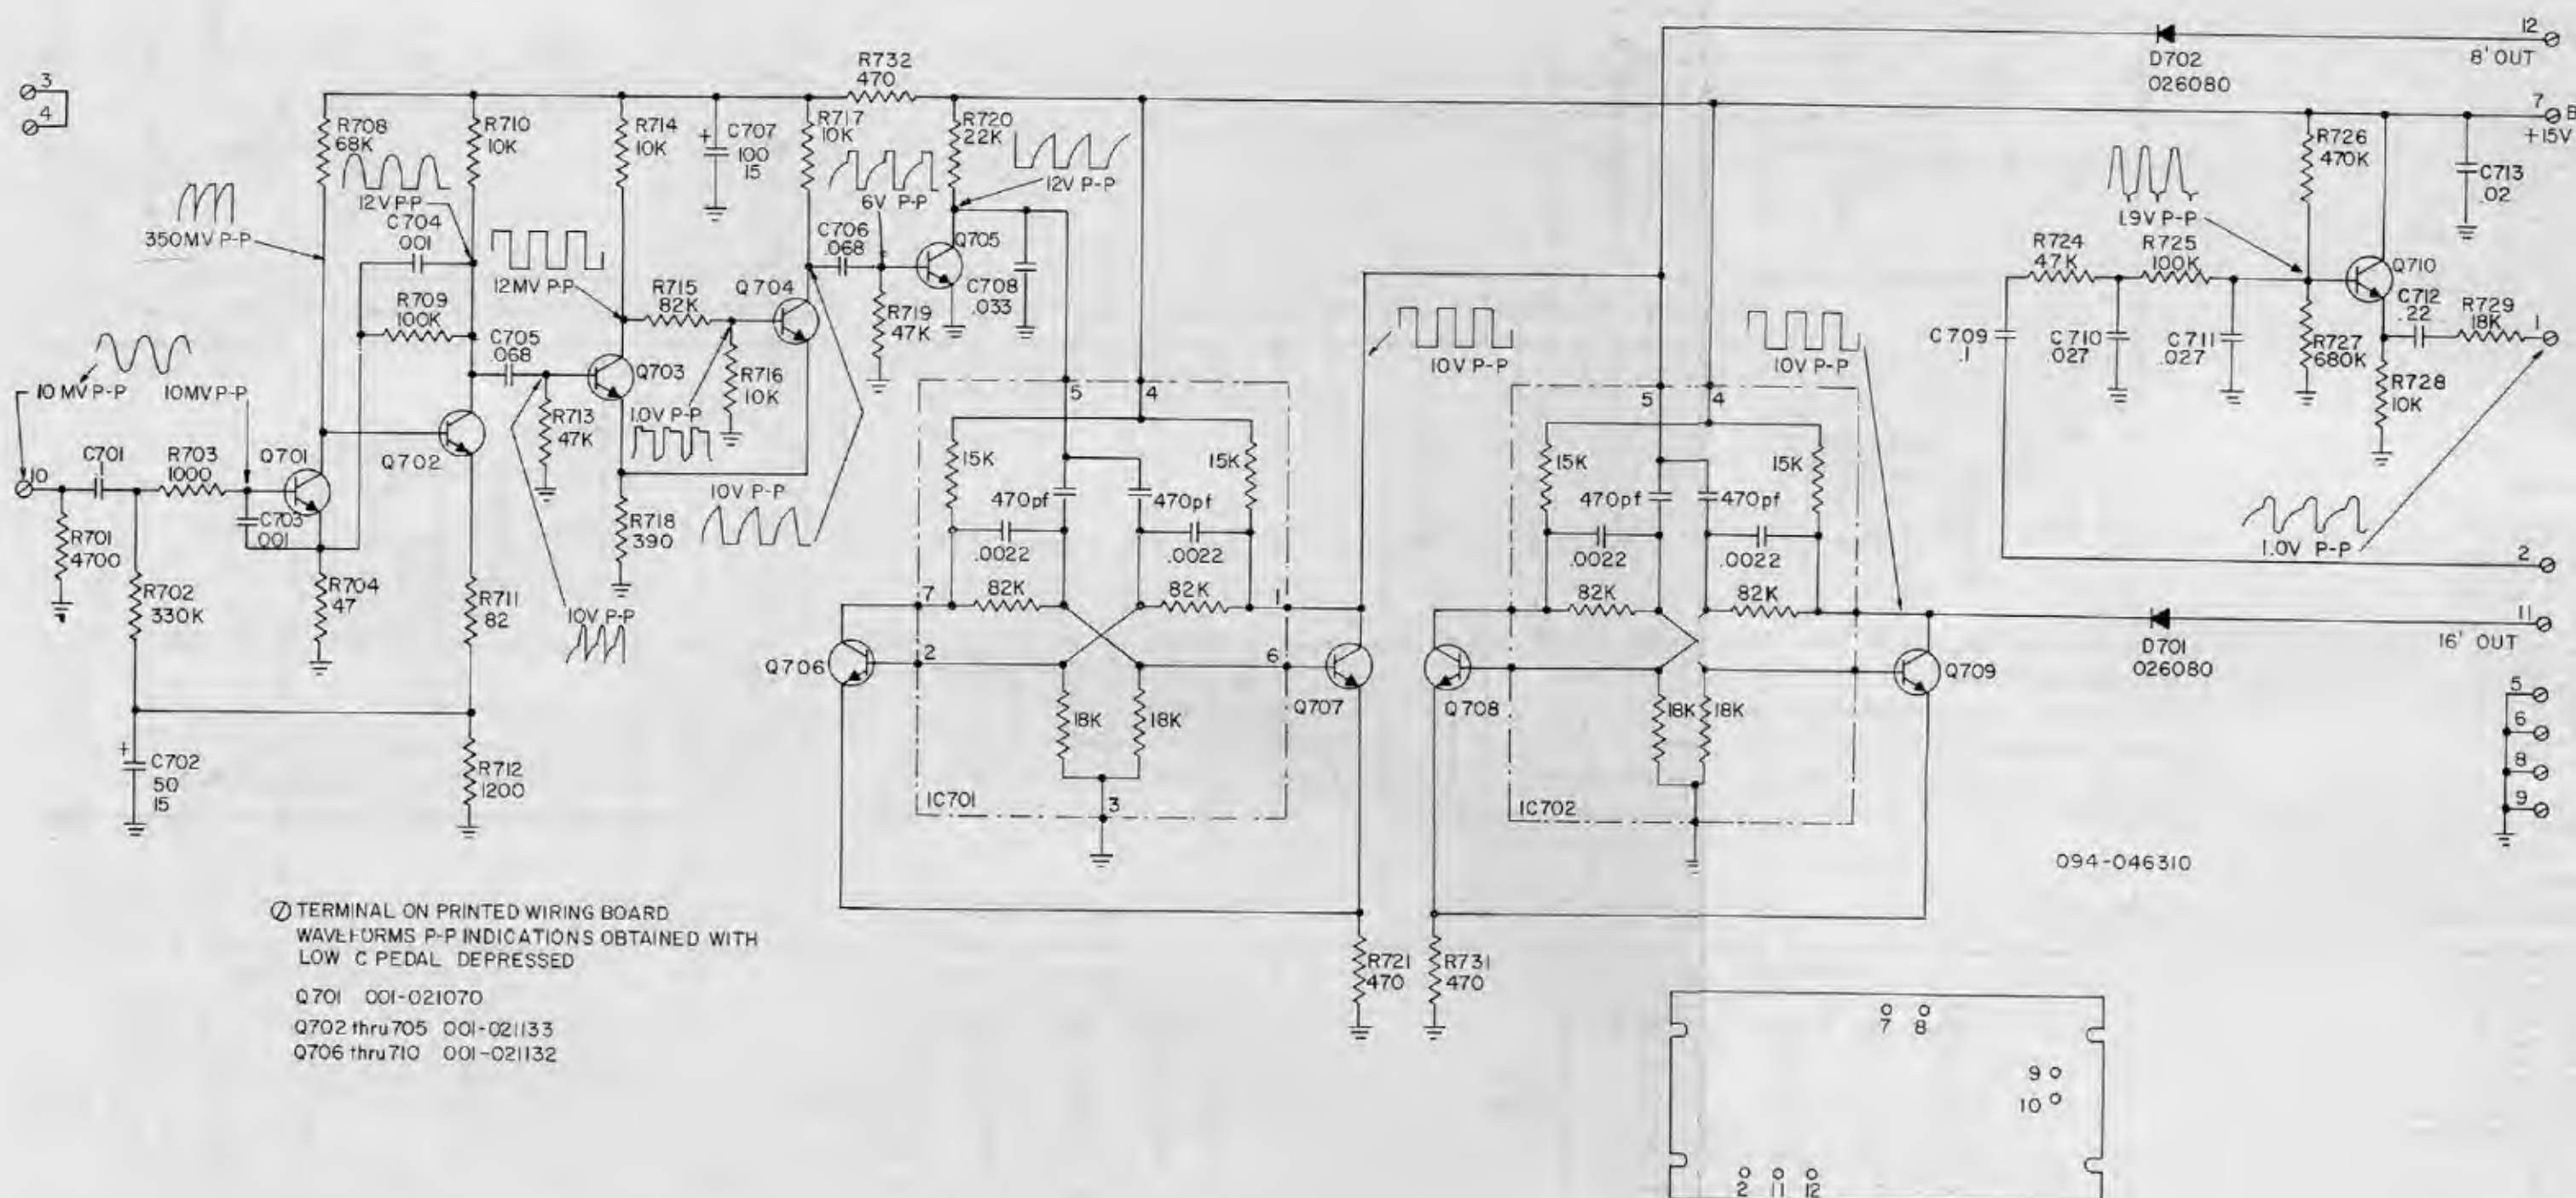 12
8' OUT
D702
026080
7
B
+15V
3
4
R732
470
R708
68K
R710
10K
R714
10K
+
C707
100
15
R717
10K
R720
22K
12V P-P
6V P-P
350MV P-P
12V P-P
C704
.001
12MV P-P
R715
82K
Q704
C706
.068
Q705
C708
.033
R719
47K
R709
100K
C705
.068
Q703
R716
10K
R713
47K
1.0V P-P
10 MV P-P
10MV P-P
10
C701
.1
R703
1000
Q701
Q702
C703
.001
R701
4700
R702
330K
R704
47
R711
82
R718
390
10V P-P
10V P-P
+
C702
50
15
R712
1200
R726
470K
C713
.02
1.9V P-P
R724
47K
R725
100K
Q710
C712
.22
R729
18K
1
C709
.1
C710
.027
C711
.027
R727
680K
R728
10K
1.0V P-P
2
10V P-P
10V P-P
5
4
15K
15K
470pf
470pf
.0022
.0022
82K
82K
7
1
2
6
Q706
Q707
18K
18K
IC701
3
5
4
15K
15K
470pf
470pf
.0022
.0022
82K
82K
Q708
Q709
18K
18K
IC702
11
16' OUT
D701
026080
5
6
8
9
094-046310
R721
470
R731
470
TERMINAL ON PRINTED WIRING BOARD
WAVEFORMS P-P INDICATIONS OBTAINED WITH
LOW C PEDAL DEPRESSED
Q701 001-021070
Q702 thru 705 001-021133
Q706 thru 710 001-021132
7 8
9
10
2 11 12